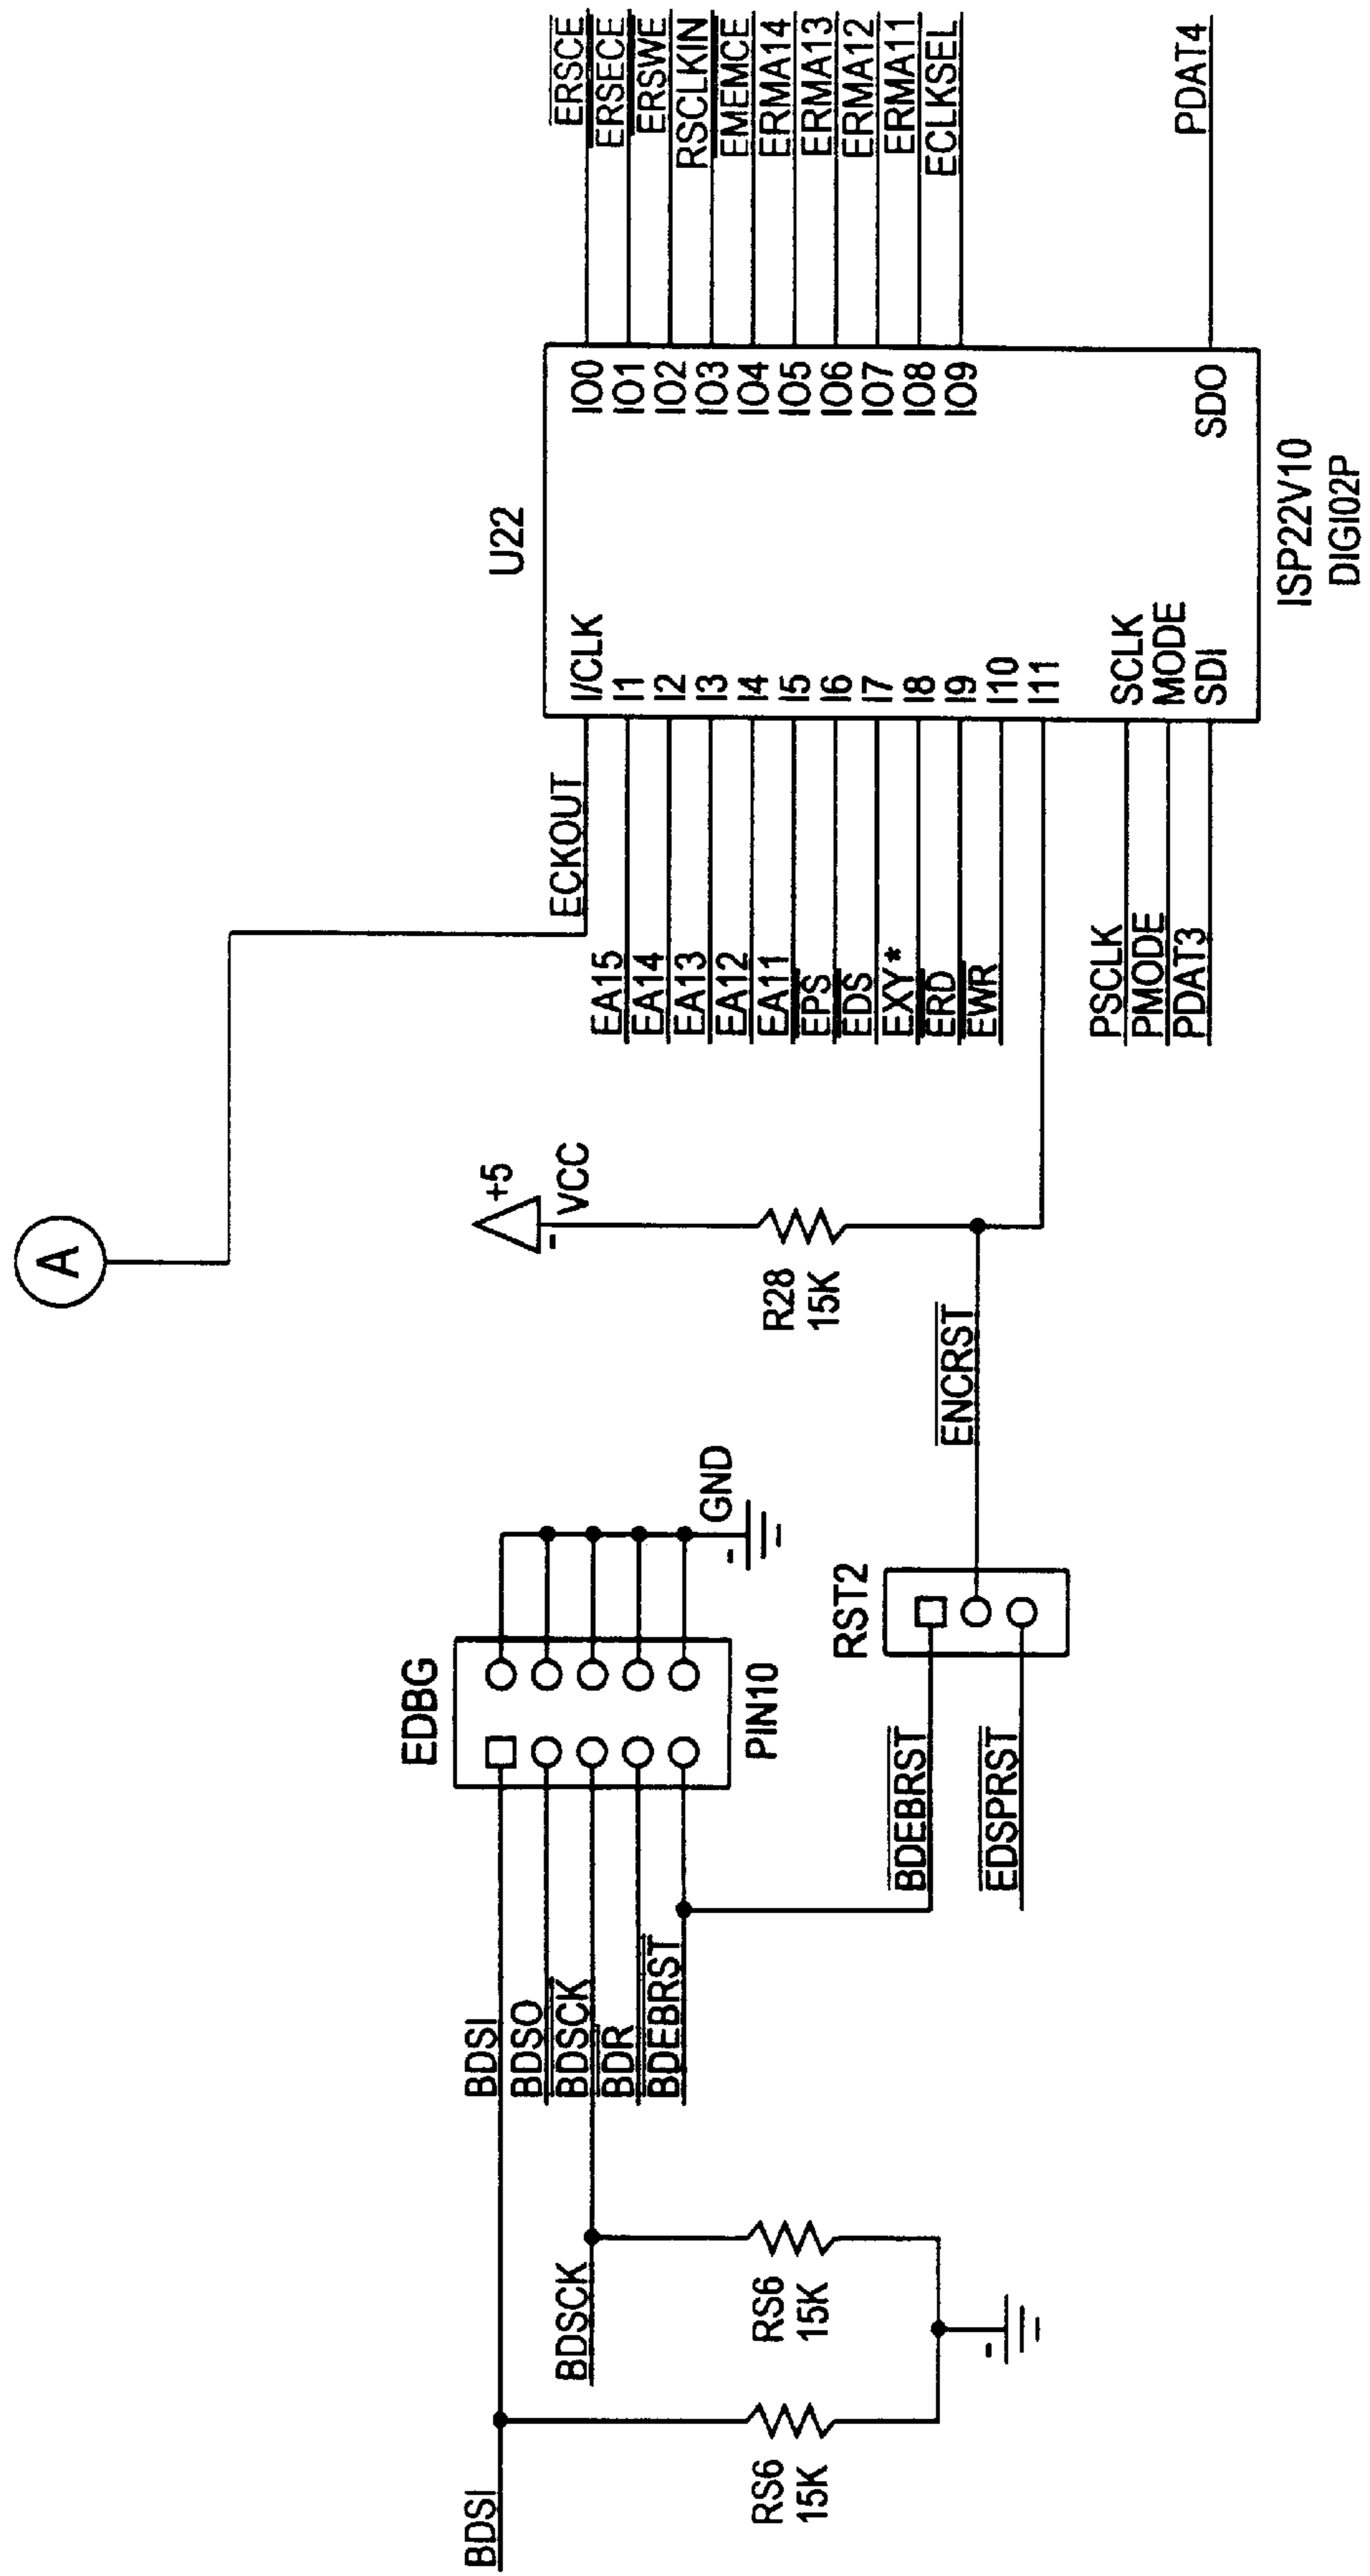 A
ECKOUT
U22
I/CLK
I1
I2
I3
I4
I5
I6
I7
I8
I9
I10
I11
SCLK
MODE
SDI
IO0
IO1
IO2
IO3
IO4
IO5
IO6
IO7
IO8
IO9
SDO
ISP22V10
DIGI02P
ERSCE
ERSECE
ERSWE
RSCLKIN
EMEMCE
ERMA14
ERMA13
ERMA12
ERMA11
ECLKSEL
PDAT4
EA15
EA14
EA13
EA12
EA11
EPS
EDS
EXY*
ERD
EWR
PSCLK
PMODE
PDAT3
+5
VCC
R28
15K
ENCRST
EDBG
PIN10
GND
RST2
BDEBRST
EDSPRST
BDSI
BDSO
BDSCK
BDR
BDEBRST
BDSCK
RS6
15K
BDSI
RS6
15K